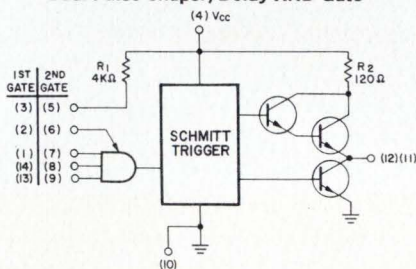 Dual Pulse Shaper/Delay AND Gate
(4) Vcc
R1
4KΩ
R2
120Ω
1ST GATE 2ND GATE
(3) (5)
(2) (6)
(1) (7)
(14) (8)
(13) (9)
SCHMITT
TRIGGER
(12)(11)
(10)